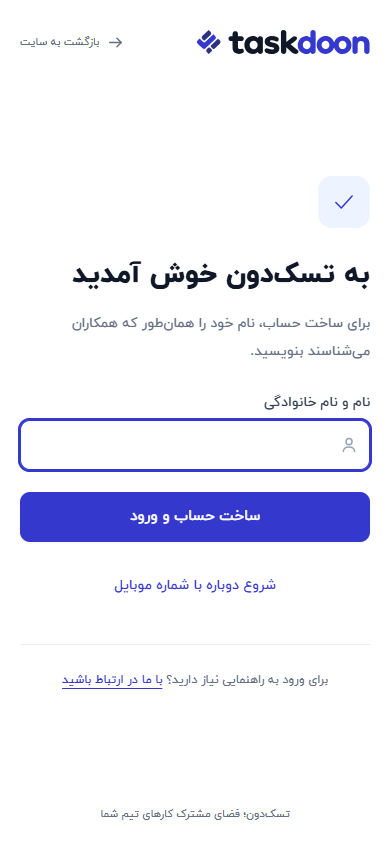 taskdoon
بازگشت به سایت
به تسک‌دون خوش آمدید
برای ساخت حساب، نام خود را همان‌طور که همکاران
می‌شناسند بنویسید.
نام و نام خانوادگی
ساخت حساب و ورود
شروع دوباره با شماره موبایل
برای ورود به راهنمایی نیاز دارید؟ با ما در ارتباط باشید
تسک‌دون؛ فضای مشترک کارهای تیم شما